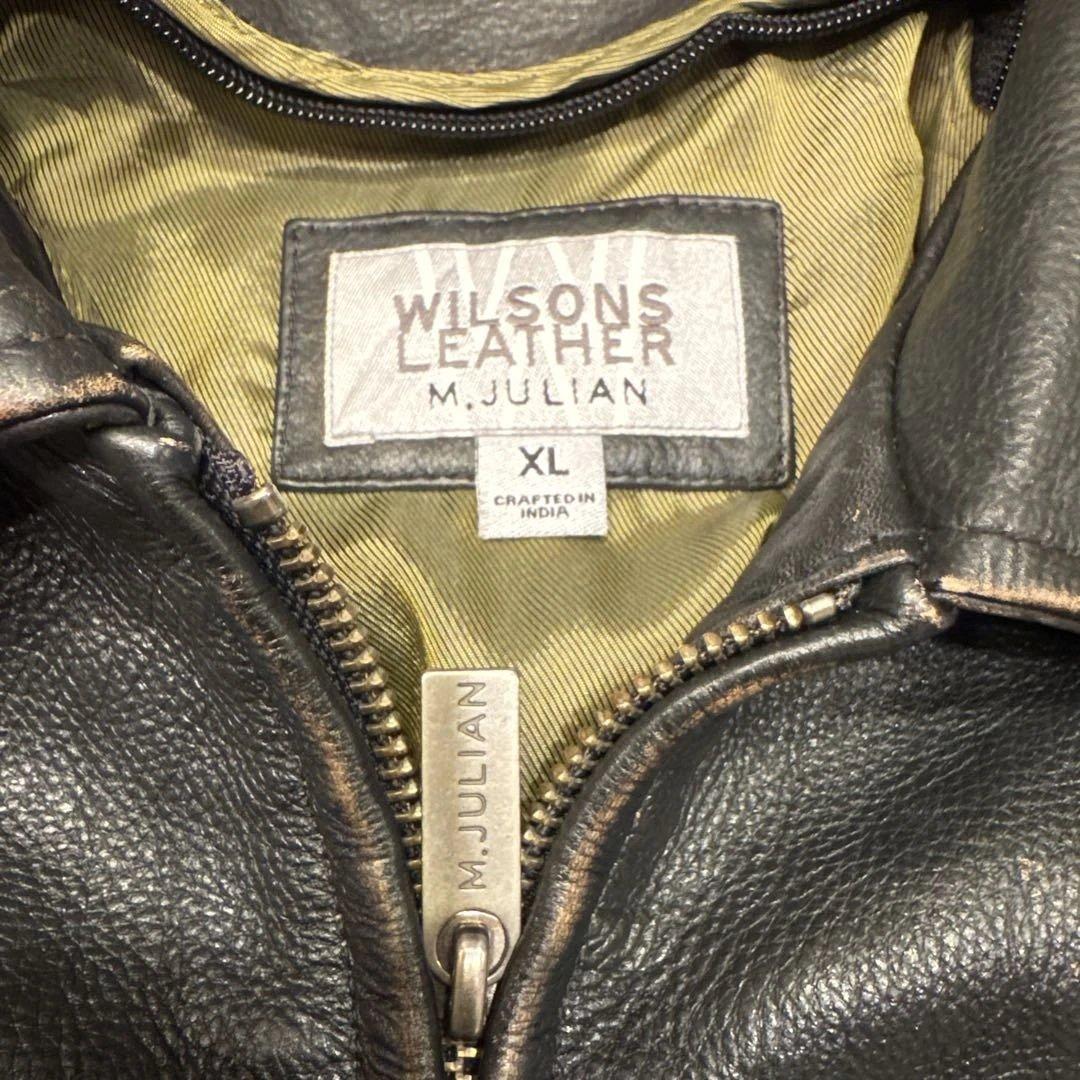 WILSONS
LEATHER
M.JULIAN
XL
CRAFTED IN
INDIA
M.JULIAN